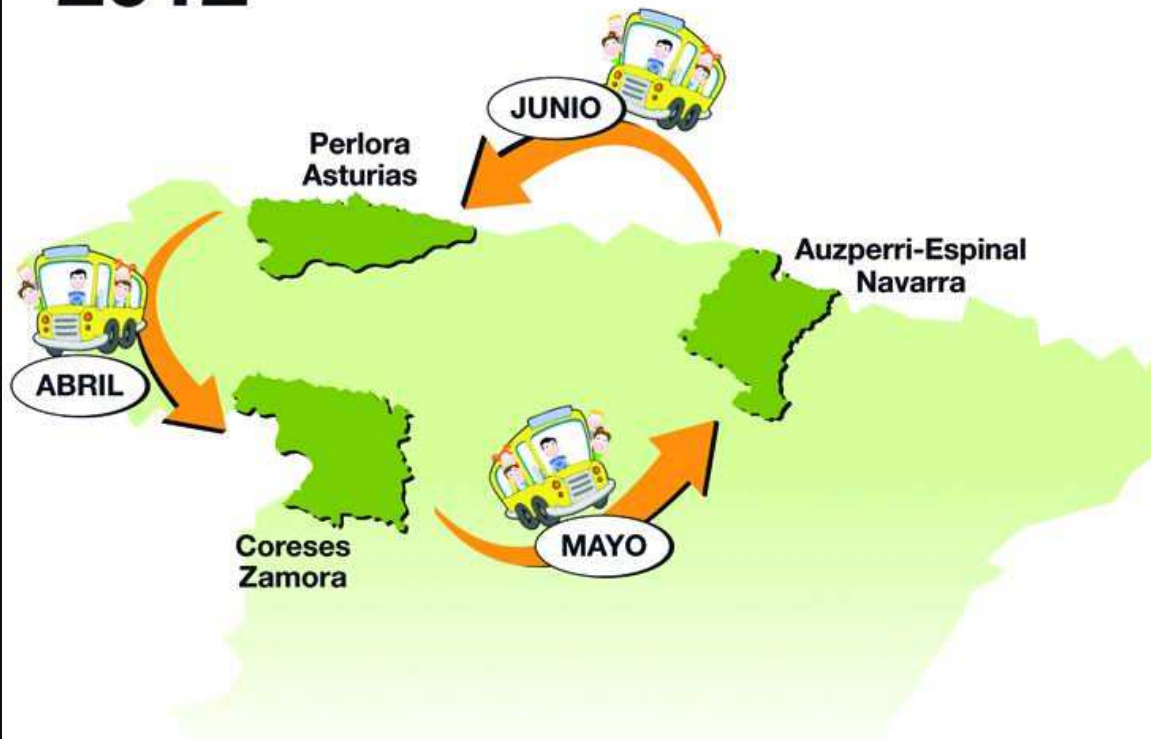 JUNIO
Perlora
Asturias
Auzperri-Espinal
Navarra
ABRIL
MAYO
Coreses
Zamora